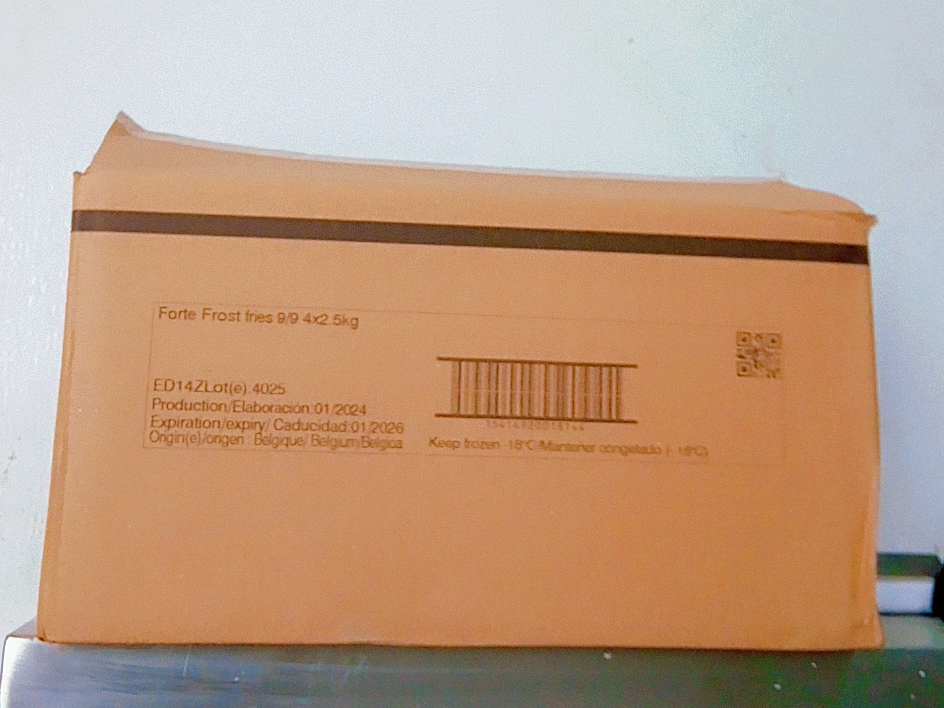 Forte Frost fries 9/9 4x2.5kg
ED14ZLot(e):4025
Production/Elaboración:01/2024
Expiration/expiry/ Caducidad:01/2026
Origin(e)/origen : Belgique/ Belgium/Belgica
Keep frozen -18°C/Mantener congelado (- 18°C)